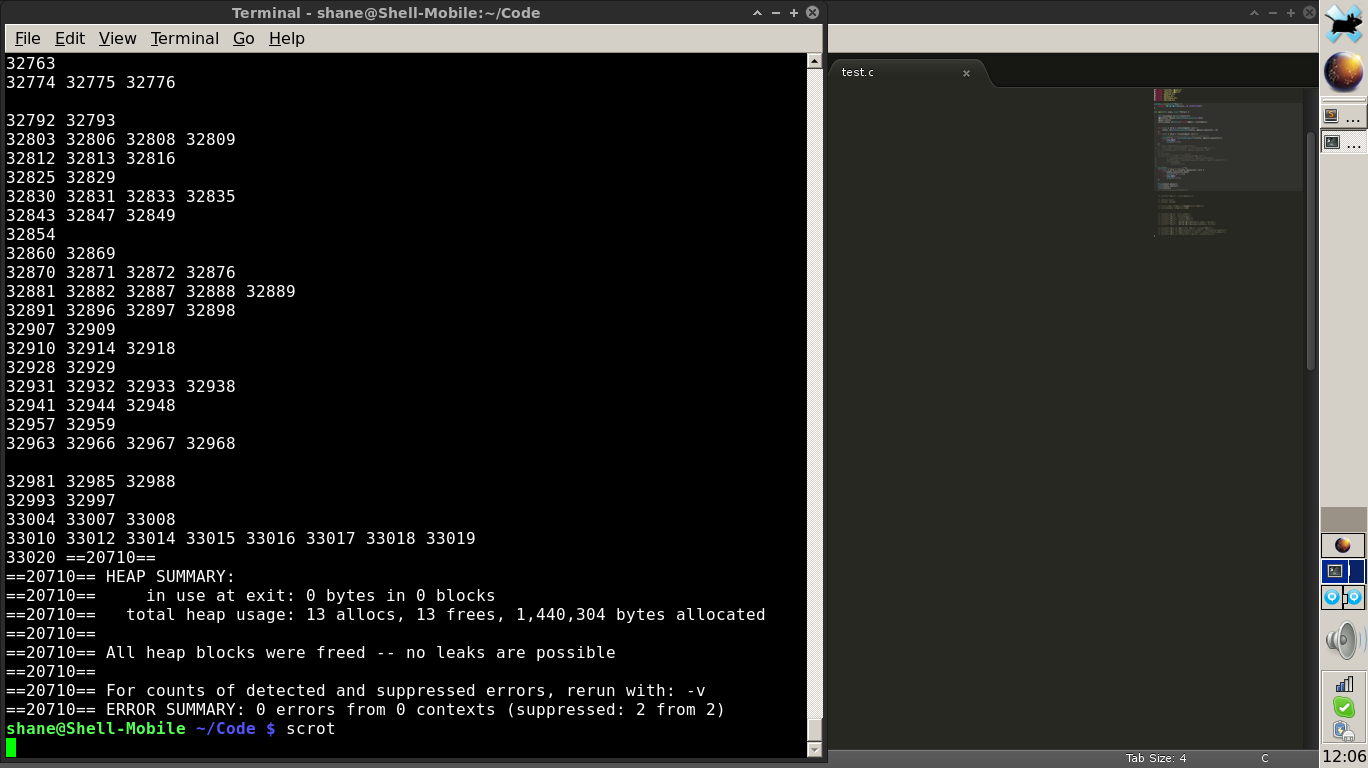 Terminal - shane@Shell-Mobile:~/Code
File Edit View Terminal Go Help
32763
32774 32775 32776
32792 32793
32803 32806 32808 32809
32812 32813 32816
32825 32829
32830 32831 32833 32835
32843 32847 32849
32854
32860 32869
32870 32871 32872 32876
32881 32882 32887 32888 32889
32891 32896 32897 32898
32907 32909
32910 32914 32918
32928 32929
32931 32932 32933 32938
32941 32944 32948
32957 32959
32963 32966 32967 32968
32981 32985 32988
32993 32997
33004 33007 33008
33010 33012 33014 33015 33016 33017 33018 33019
33020 ==20710==
==20710== HEAP SUMMARY:
==20710==     in use at exit: 0 bytes in 0 blocks
==20710==   total heap usage: 13 allocs, 13 frees, 1,440,304 bytes allocated
==20710==
==20710== All heap blocks were freed -- no leaks are possible
==20710==
==20710== For counts of detected and suppressed errors, rerun with: -v
==20710== ERROR SUMMARY: 0 errors from 0 contexts (suppressed: 2 from 2)
shane@Shell-Mobile ~/Code $ scrot
test.c
Tab Size: 4
C
...
...
12:06